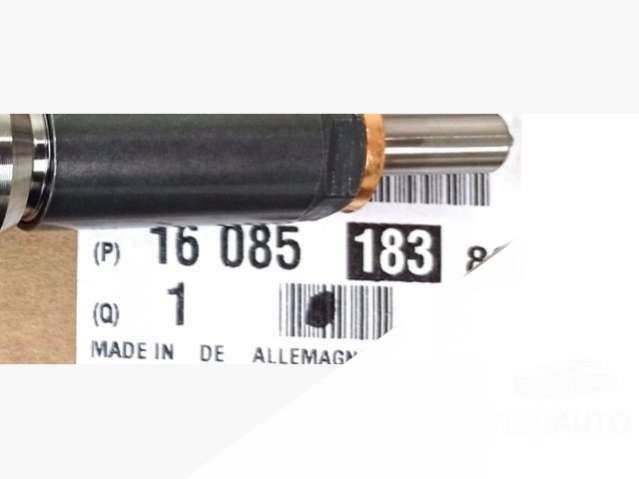 (P) 16 085 183
(Q) 1
MADE IN DE ALLEMAGN
TEDAUTO